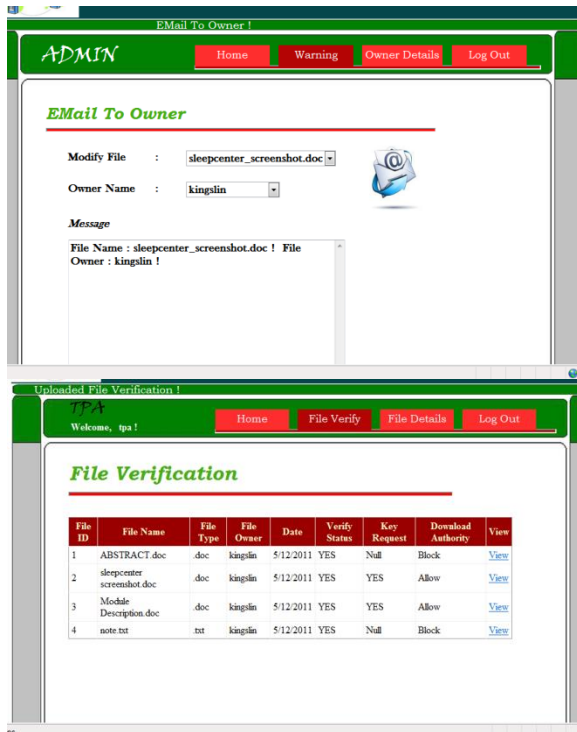 EMail To Owner !
ADMIN
Home Warning Owner Details Log Out
EMail To Owner
Modify File : sleepcenter_screenshot.doc
Owner Name : kingslin
Message
File Name : sleepcenter_screenshot.doc ! File
Owner : kingslin !
Uploaded File Verification !
TPA
Welcome, tpa !
Home File Verify File Details Log Out
File Verification
File ID File Name File Type File Owner Date Verify Status Key Request Download Authority View
1 ABSTRACT.doc .doc kingslin 5/12/2011 YES Null Block View
2 sleepcenter screenshot.doc .doc kingslin 5/12/2011 YES YES Allow View
3 Module Description.doc .doc kingslin 5/12/2011 YES YES Allow View
4 note.txt .txt kingslin 5/12/2011 YES Null Block View